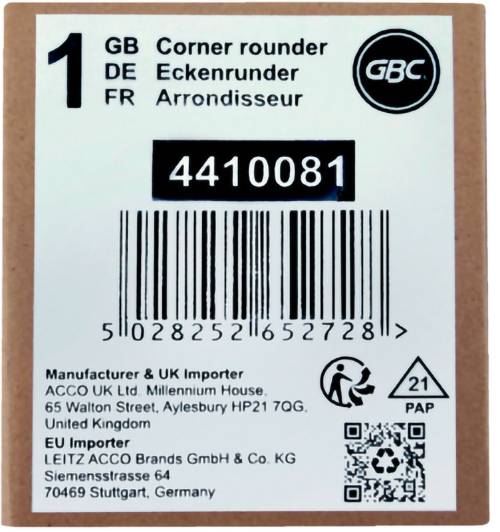 1
GB Corner rounder
DE Eckenrunder
FR Arrondisseur
GBC
4410081
5 028252 652728 >
Manufacturer & UK Importer
ACCO UK Ltd. Millennium House,
65 Walton Street, Aylesbury HP21 7QG,
United Kingdom
EU Importer
LEITZ ACCO Brands GmbH & Co. KG
Siemensstrasse 64
70469 Stuttgart, Germany
21
PAP